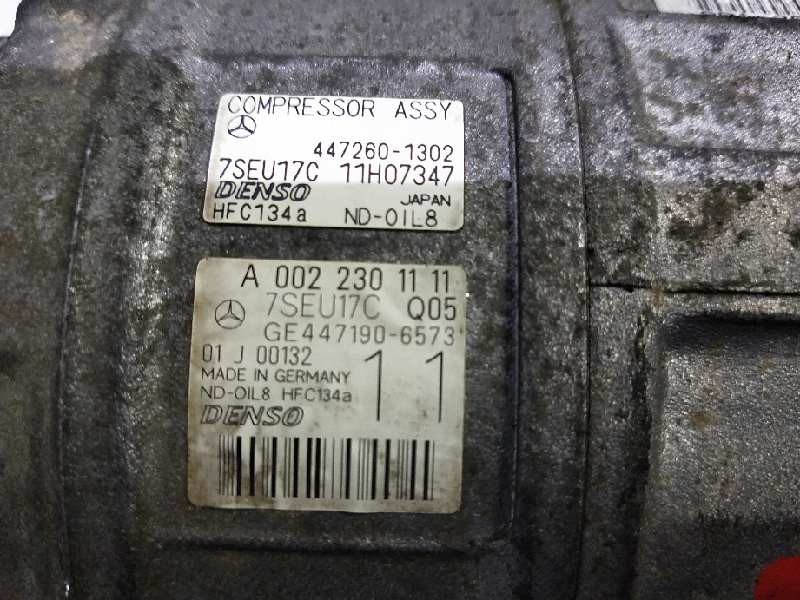 COMPRESSOR ASSY
447260-1302
7SEU17C 11H07347
DENSO JAPAN
HFC134a ND-OIL8
A 002 230 11 11
7SEU17C Q05
GE447190-6573
01 J 00132 11
MADE IN GERMANY
ND-OIL8 HFC134a
DENSO